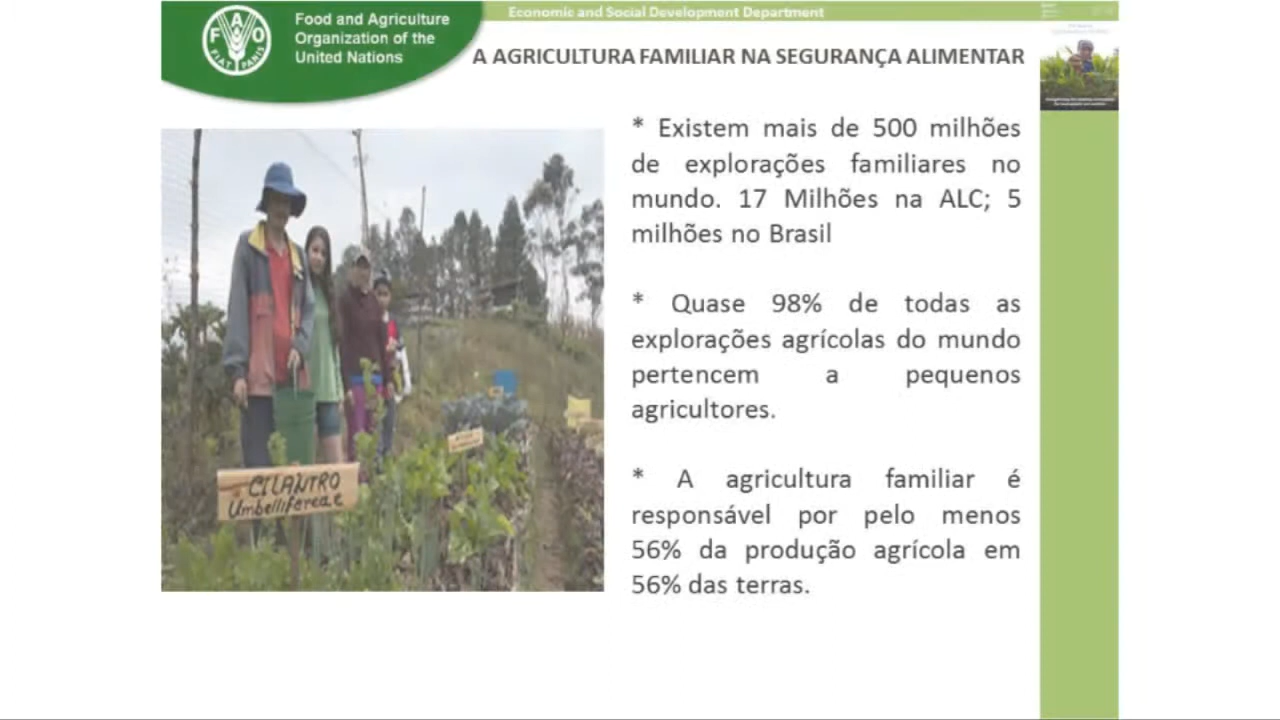 Economic and Social Development Department
Food and Agriculture
Organization of the
United Nations
F A O
FIAT PANIS
A AGRICULTURA FAMILIAR NA SEGURANÇA ALIMENTAR
* Existem mais de 500 milhões
de explorações familiares no
mundo. 17 Milhões na ALC; 5
milhões no Brasil
* Quase 98% de todas as
explorações agrícolas do mundo
pertencem a pequenos
agricultores.
* A agricultura familiar é
responsável por pelo menos
56% da produção agrícola em
56% das terras.
CILANTRO
Umbelliferea e